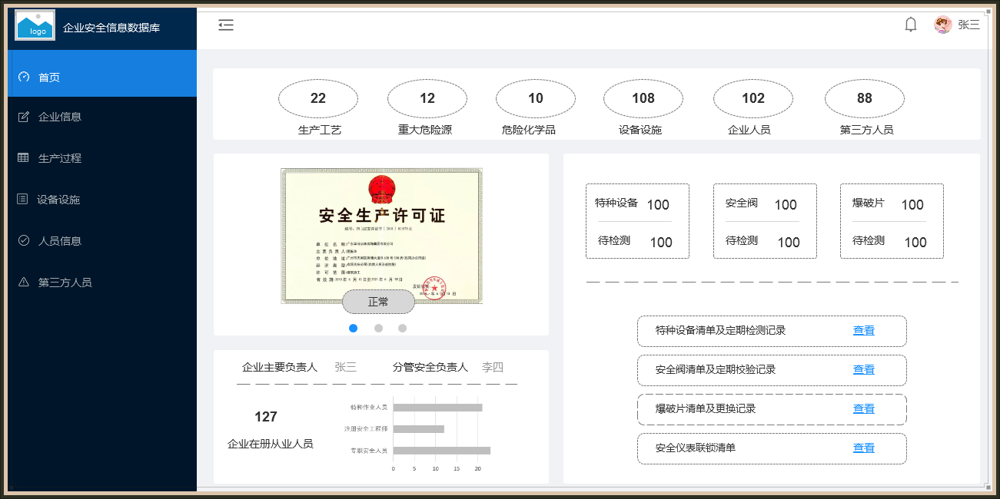 logo
企业安全信息数据库
张三
首页
企业信息
生产过程
设备设施
人员信息
第三方人员
22
12
10
108
102
88
生产工艺
重大危险源
危险化学品
设备设施
企业人员
第三方人员
安全生产许可证
单 位 名 称:
主 要 负 责 人:
单 位 地 址:
经 济 类 型:
许 可 范 围:建筑施工
有 效 期:
正常
特种设备 100
待检测 100
安全阀 100
待检测 100
爆破片 100
待检测 100
特种设备清单及定期检测记录 查看
安全阀清单及定期校验记录 查看
爆破片清单及更换记录 查看
安全仪表联锁清单 查看
企业主要负责人 张三 分管安全负责人 李四
127
企业在册从业人员
特种作业人员
注册安全工程师
专职安全人员
0 5 10 15 20